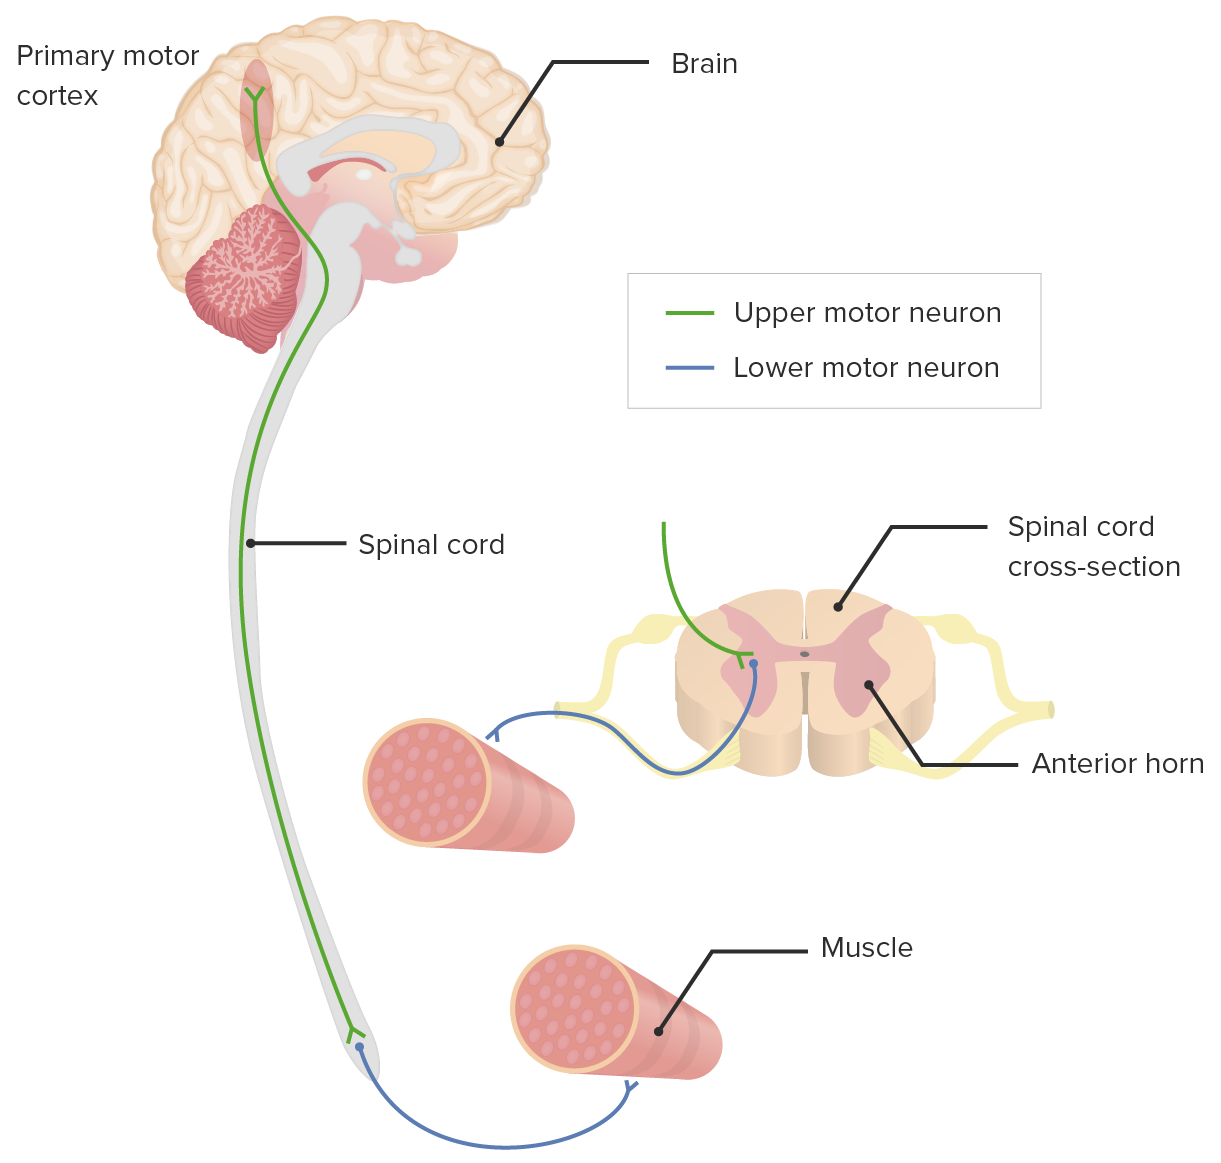 Primary motor
cortex
Brain
Upper motor neuron
Lower motor neuron
Spinal cord
Spinal cord
cross-section
Anterior horn
Muscle